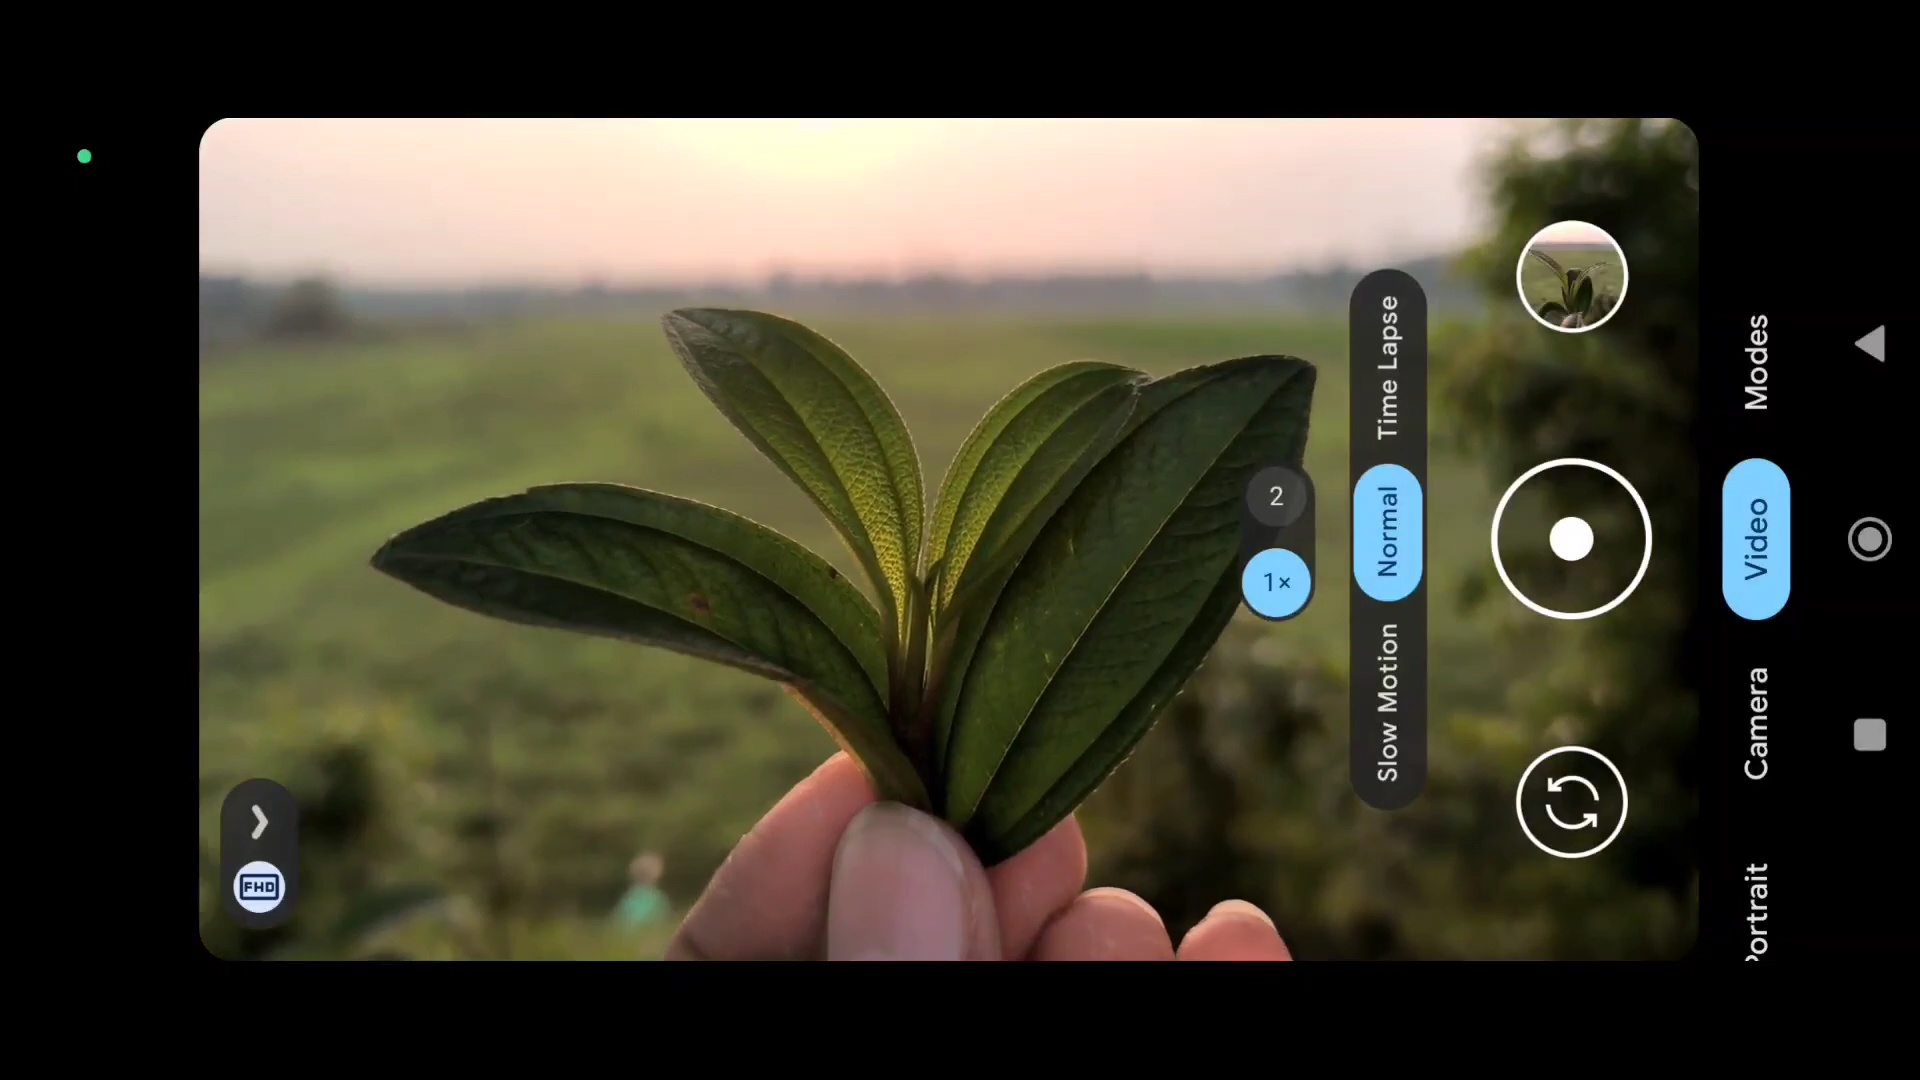 2
1×
Time Lapse
Normal
Slow Motion
Modes
Video
Camera
Portrait
FHD